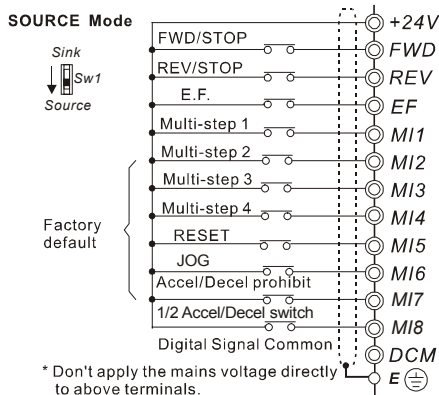 SOURCE Mode
+24V
FWD/STOP
FWD
Sink
Sw1
Source
REV/STOP
REV
E.F.
EF
Multi-step 1
MI1
Multi-step 2
MI2
Multi-step 3
MI3
Multi-step 4
MI4
Factory
default
RESET
MI5
JOG
MI6
Accel/Decel prohibit
MI7
1/2 Accel/Decel switch
MI8
Digital Signal Common
DCM
* Don't apply the mains voltage directly
to above terminals.
E